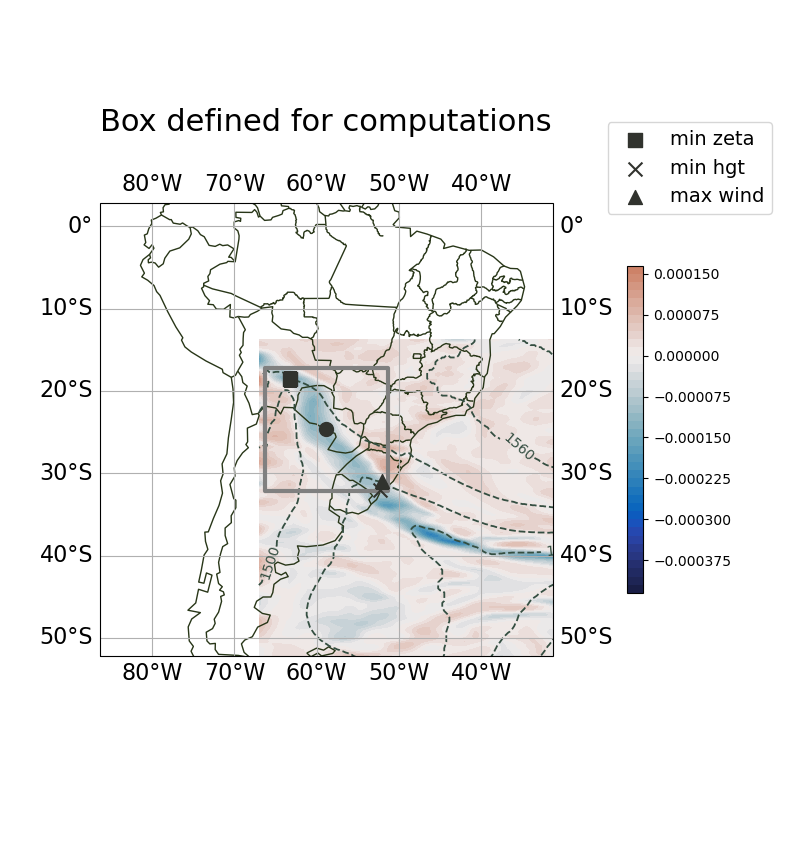 Box defined for computations
min zeta
min hgt
max wind
80°W 70°W 60°W 50°W 40°W
0° 0°
10°S 10°S
20°S 20°S
30°S 30°S
40°S 40°S
50°S 50°S
80°W 70°W 60°W 50°W 40°W
1560
1500
0.000150
0.000075
0.000000
−0.000075
−0.000150
−0.000225
−0.000300
−0.000375